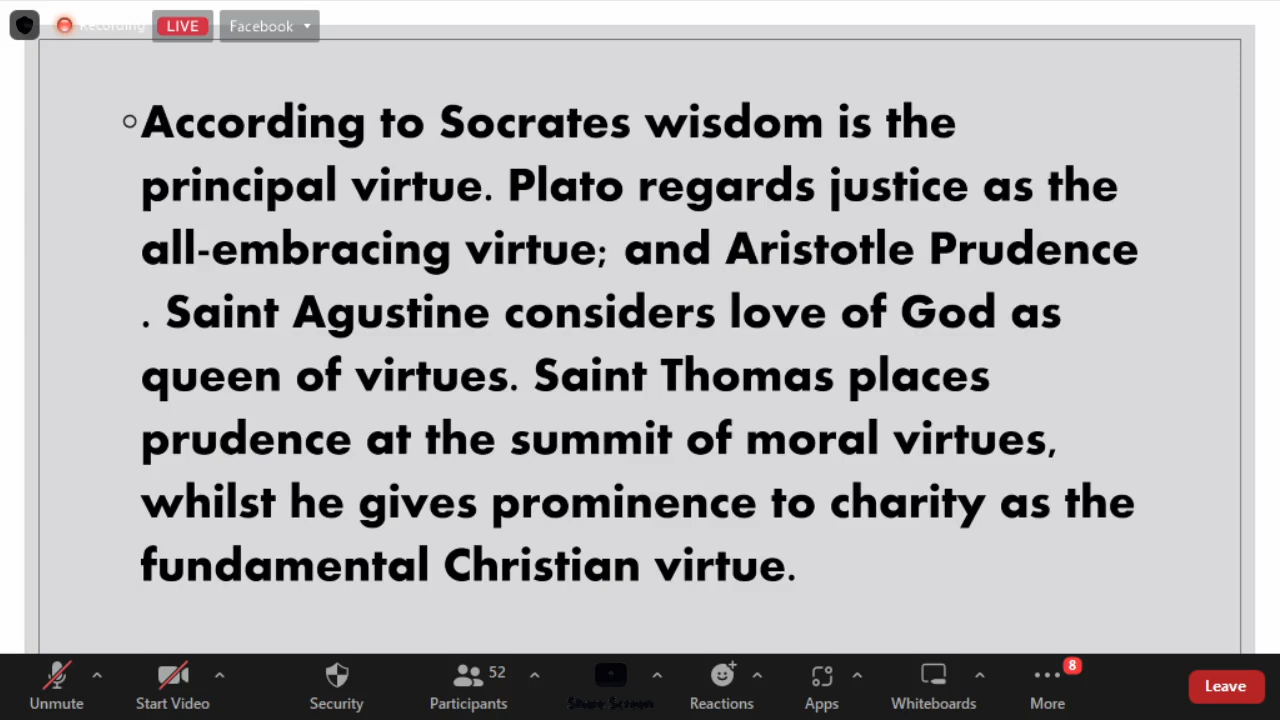 Recording LIVE Facebook
◦According to Socrates wisdom is the
principal virtue. Plato regards justice as the
all-embracing virtue; and Aristotle Prudence
. Saint Agustine considers love of God as
queen of virtues. Saint Thomas places
prudence at the summit of moral virtues,
whilst he gives prominence to charity as the
fundamental Christian virtue.
52 8
Unmute Start Video Security Participants Share Screen Reactions Apps Whiteboards More Leave